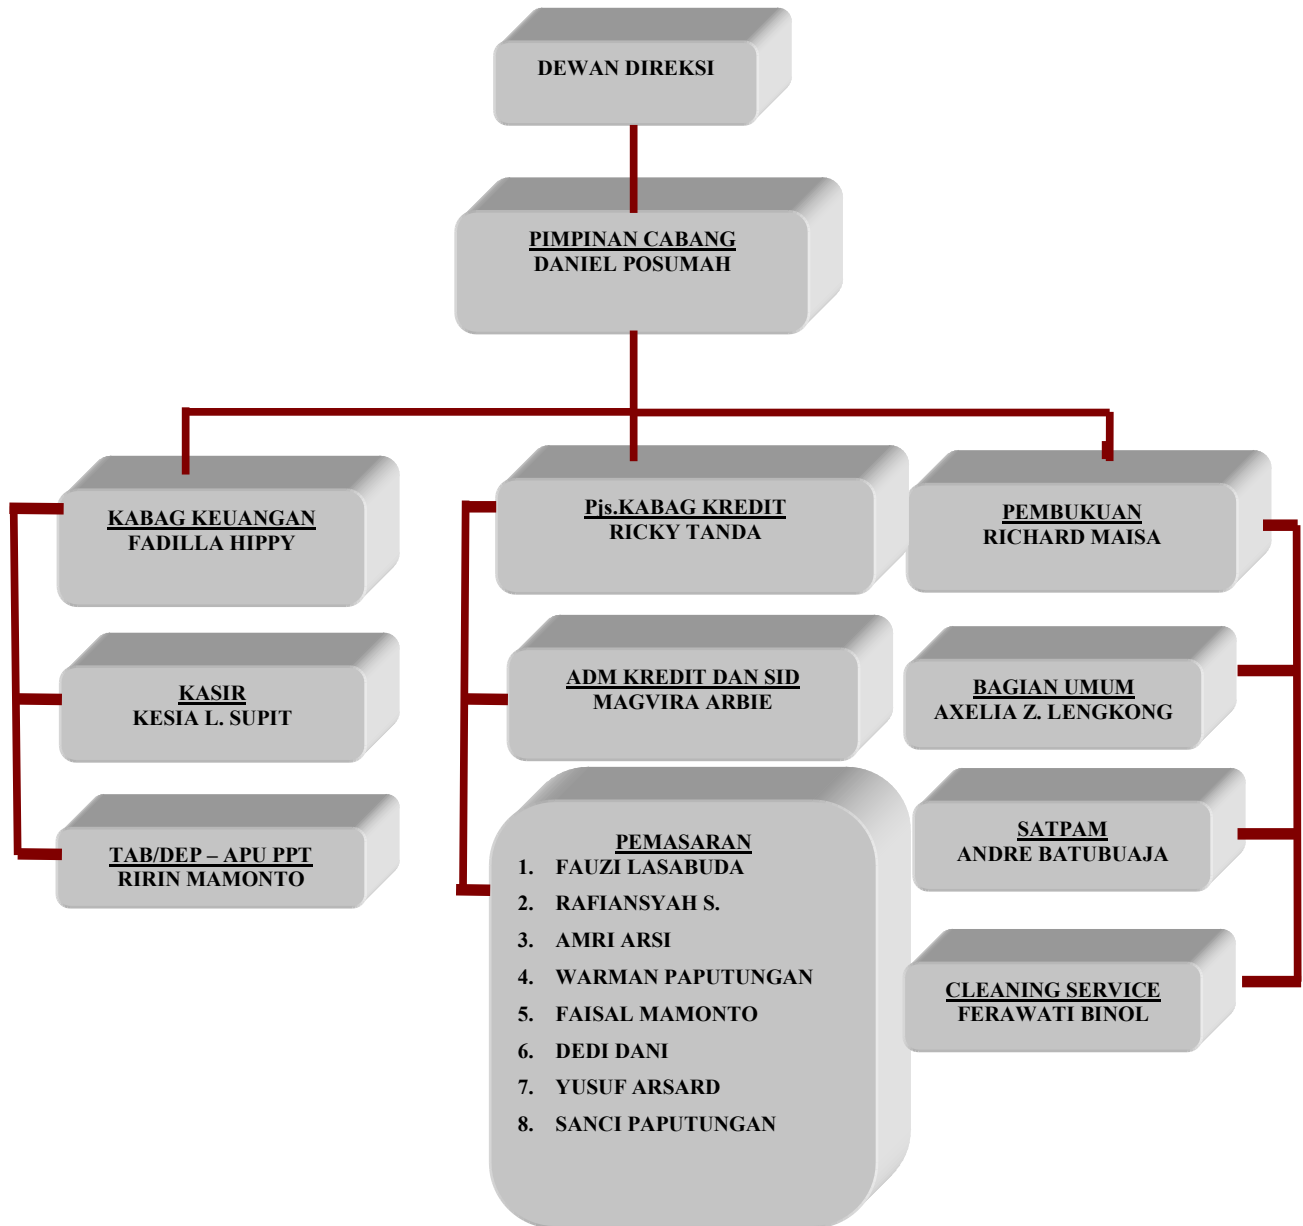 DEWAN DIREKSI
PIMPINAN CABANG
DANIEL POSUMAH
KABAG KEUANGAN
FADILLA HIPPY
KASIR
KESIA L. SUPIT
TAB/DEP – APU PPT
RIRIN MAMONTO
Pjs.KABAG KREDIT
RICKY TANDA
ADM KREDIT DAN SID
MAGVIRA ARBIE
PEMASARAN
1. FAUZI LASABUDA
2. RAFIANSYAH S.
3. AMRI ARSI
4. WARMAN PAPUTUNGAN
5. FAISAL MAMONTO
6. DEDI DANI
7. YUSUF ARSARD
8. SANCI PAPUTUNGAN
PEMBUKUAN
RICHARD MAISA
BAGIAN UMUM
AXELIA Z. LENGKONG
SATPAM
ANDRE BATUBUAJA
CLEANING SERVICE
FERAWATI BINOL